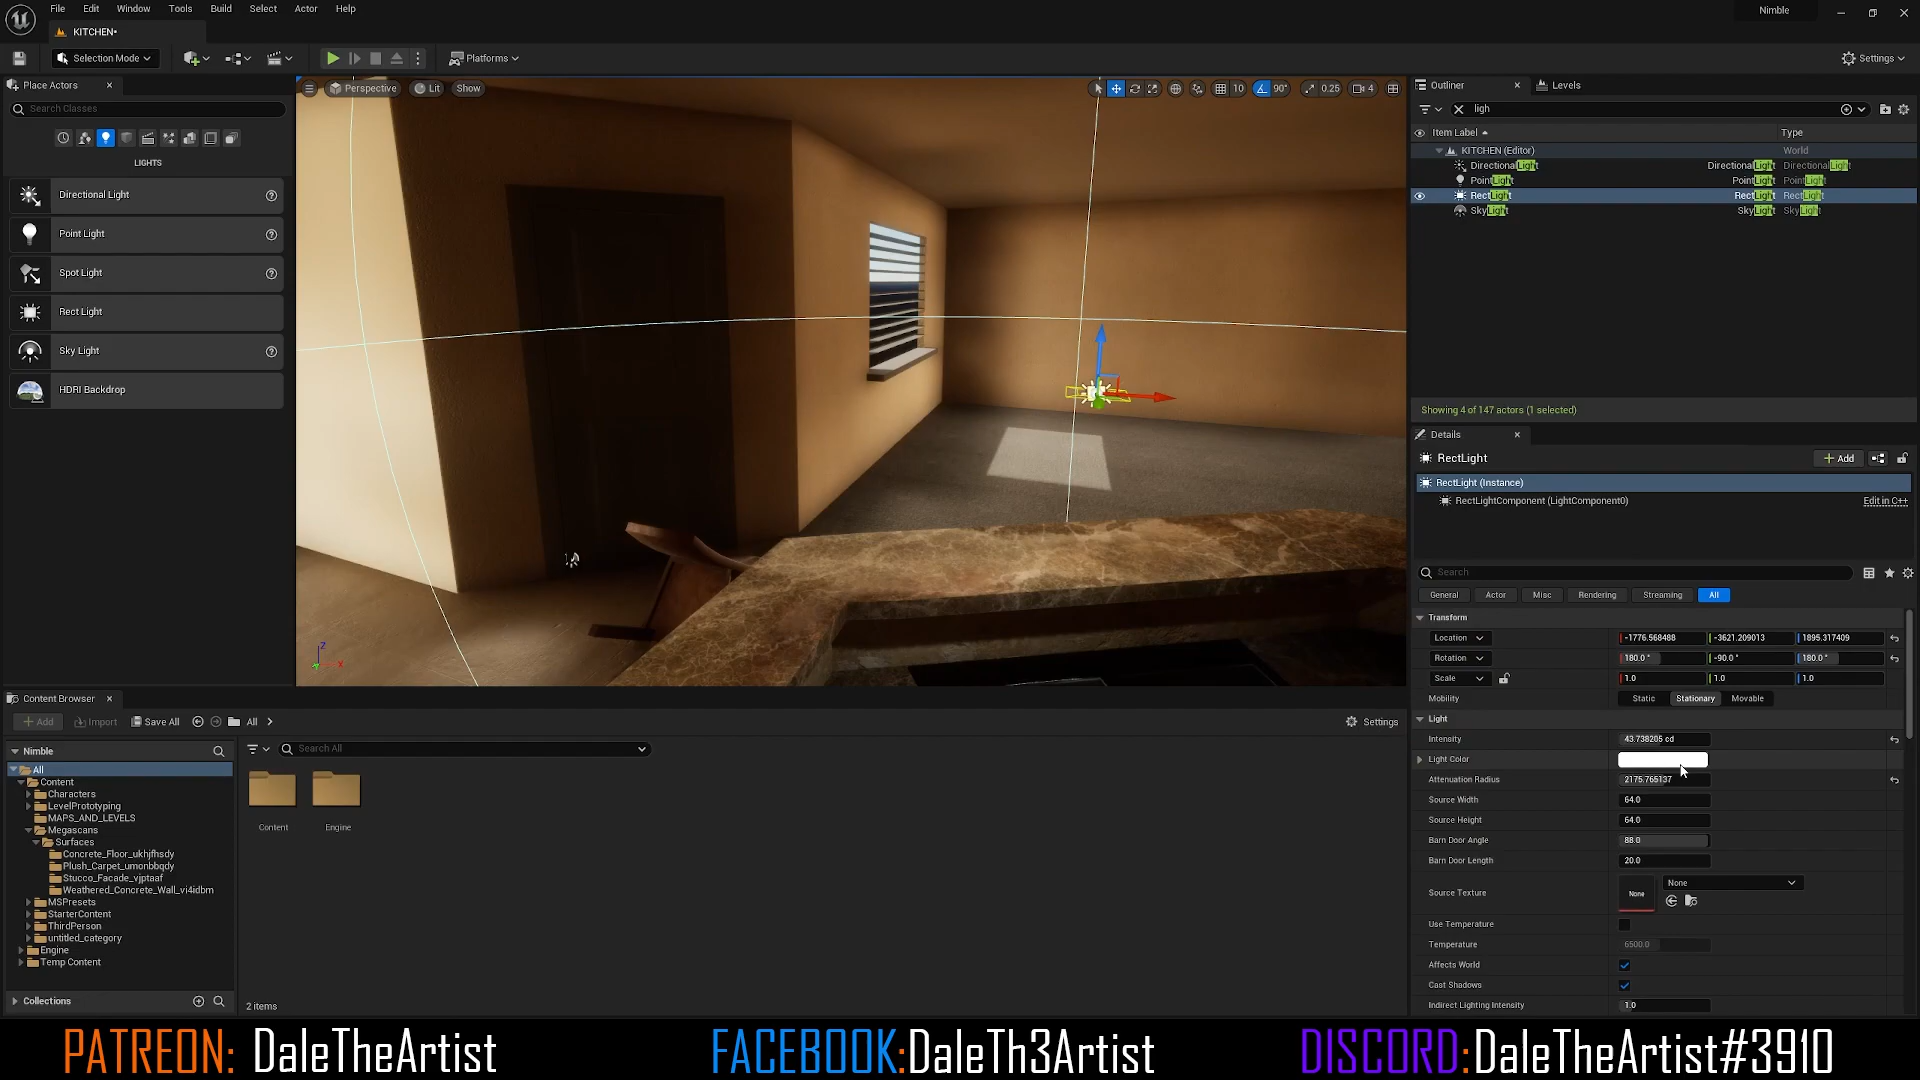 File Edit Window Tools Build Select Actor Help
Nimble
KITCHEN•
Selection Mode
Platforms
Settings
Place Actors
Search Classes
LIGHTS
Directional Light
Point Light
Spot Light
Rect Light
Sky Light
HDRI Backdrop
Perspective Lit Show
10 90° 0.25 4
Outliner Levels
ligh
Item Label Type
KITCHEN (Editor) World
DirectionalLight DirectionalLight DirectionalLight
PointLight PointLight PointLight
RectLight RectLight RectLight
SkyLight SkyLight SkyLight
Showing 4 of 147 actors (1 selected)
Details
RectLight
Add
RectLight (Instance)
RectLightComponent (LightComponent0) Edit in C++
Search
General Actor Misc Rendering Streaming All
Transform
Location -1776.568488 -3621.209013 1895.317409
Rotation 180.0° -90.0° 180.0°
Scale 1.0 1.0 1.0
Mobility Static Stationary Movable
Light
Intensity 43.738205 cd
Light Color
Attenuation Radius 2175.765137
Source Width 64.0
Source Height 64.0
Barn Door Angle 88.0
Barn Door Length 20.0
Source Texture None None
Use Temperature
Temperature 6500.0
Affects World
Cast Shadows
Indirect Lighting Intensity 1.0
Z X
Content Browser
Add Import Save All All
Settings
Nimble
Search All
All
Content
Characters
LevelPrototyping
MAPS_AND_LEVELS
Megascans
Surfaces
Concrete_Floor_ukhjfhsdy
Plush_Carpet_umonbbqdy
Stucco_Facade_vjptaaf
Weathered_Concrete_Wall_vi4idbm
MSPresets
StarterContent
ThirdPerson
untitled_category
Engine
Temp Content
Collections
Content Engine
2 items
PATREON: DaleTheArtist FACEBOOK:DaleTh3Artist DISCORD:DaleTheArtist#3910